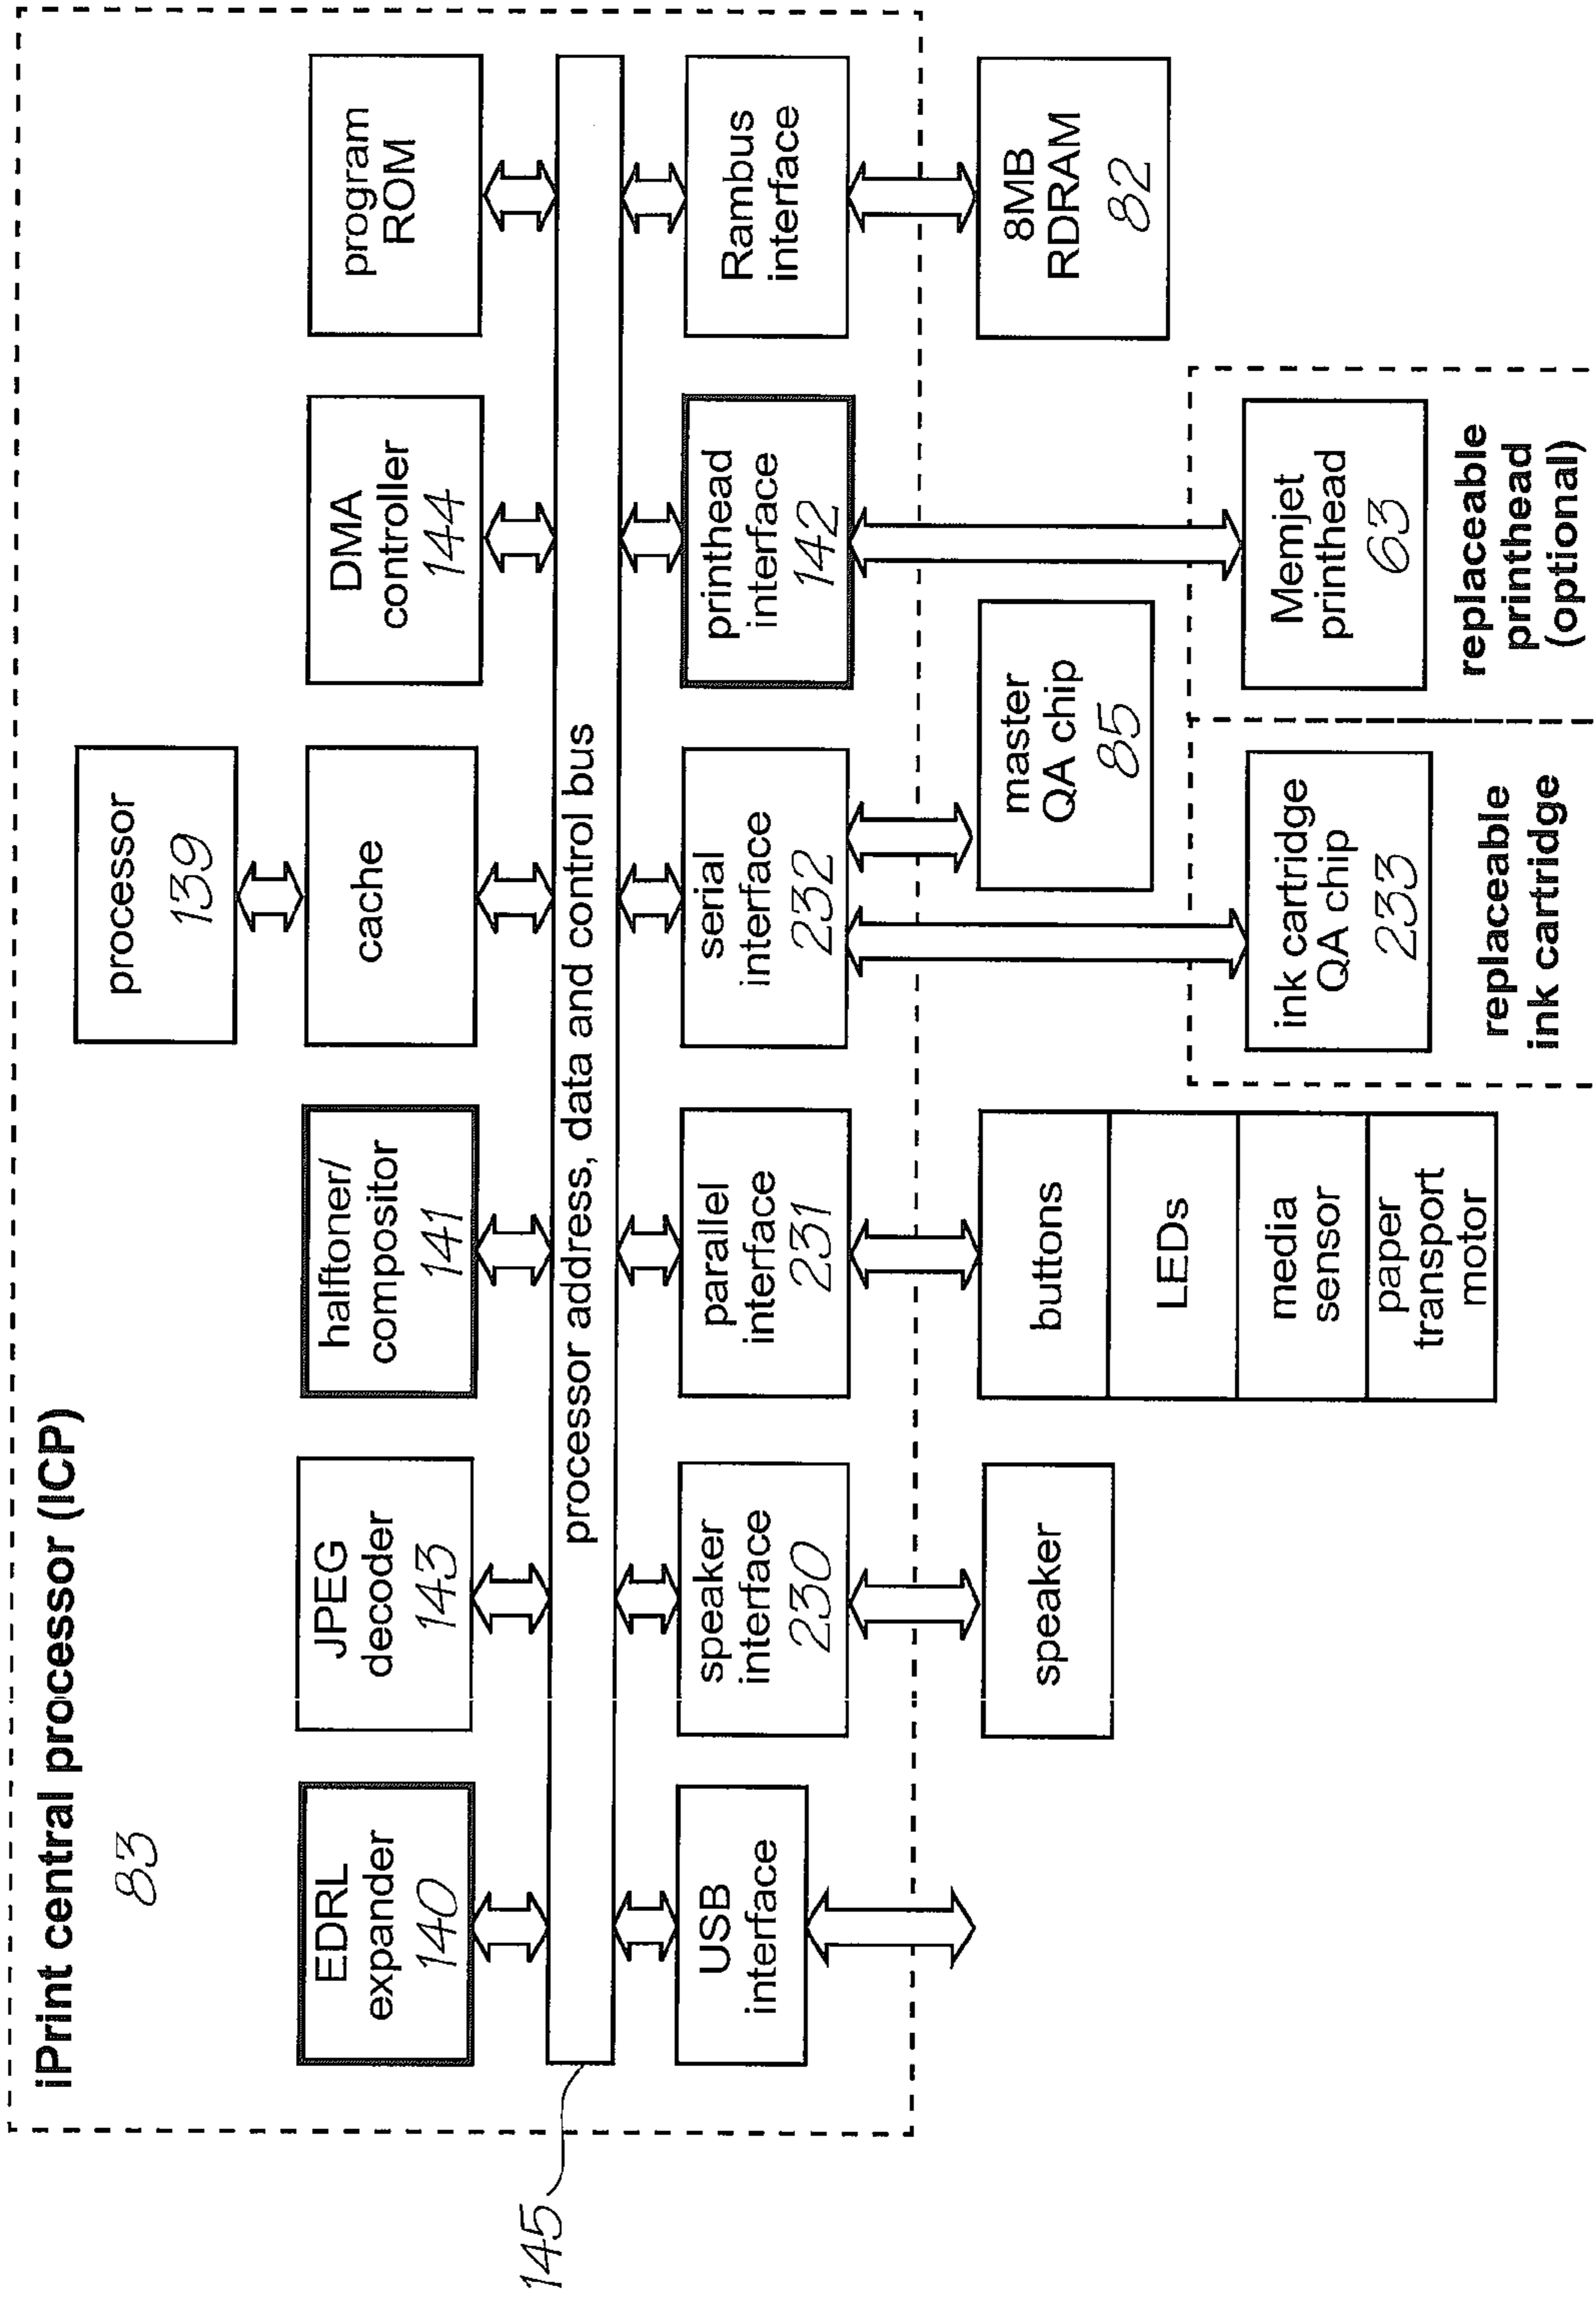 iPrint central processor (ICP)
83
processor
139
EDRL
expander
140
JPEG
decoder
143
halftoner/
compositor
141
cache
DMA
controller
144
program
ROM
145
processor address, data and control bus
USB
interface
speaker
interface
230
parallel
interface
231
serial
interface
232
printhead
interface
142
Rambus
interface
speaker
buttons
LEDs
media
sensor
paper
transport
motor
master
QA chip
85
8MB
RDRAM
82
ink cartridge
QA chip
233
replaceable
ink cartridge
Memjet
printhead
63
replaceable
printhead
(optional)